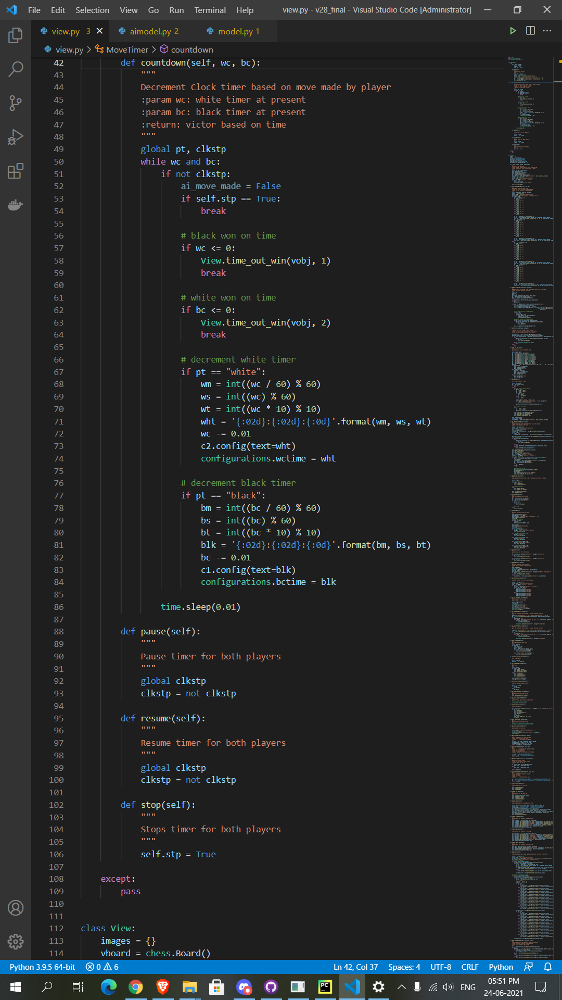 File Edit Selection View Go Run Terminal Help view.py - v28_final - Visual Studio Code [Administrator]
view.py 3 aimodel.py 2 model.py 1
view.py > MoveTimer > countdown
42 def countdown(self, wc, bc):
43 """
44 Decrement Clock timer based on move made by player
45 :param wc: white timer at present
46 :param bc: black timer at present
47 :return: victor based on time
48 """
49 global pt, clkstp
50 while wc and bc:
51 if not clkstp:
52 ai_move_made = False
53 if self.stp == True:
54 break
55
56 # black won on time
57 if wc <= 0:
58 View.time_out_win(vobj, 1)
59 break
60
61 # white won on time
62 if bc <= 0:
63 View.time_out_win(vobj, 2)
64 break
65
66 # decrement white timer
67 if pt == "white":
68 wm = int((wc / 60) % 60)
69 ws = int((wc) % 60)
70 wt = int((wc * 10) % 10)
71 wht = '{:02d}:{:02d}:{:0d}'.format(wm, ws, wt)
72 wc -= 0.01
73 c2.config(text=wht)
74 configurations.wctime = wht
75
76 # decrement black timer
77 if pt == "black":
78 bm = int((bc / 60) % 60)
79 bs = int((bc) % 60)
80 bt = int((bc * 10) % 10)
81 blk = '{:02d}:{:02d}:{:0d}'.format(bm, bs, bt)
82 bc -= 0.01
83 c1.config(text=blk)
84 configurations.bctime = blk
85
86 time.sleep(0.01)
87
88 def pause(self):
89 """
90 Pause timer for both players
91 """
92 global clkstp
93 clkstp = not clkstp
94
95 def resume(self):
96 """
97 Resume timer for both players
98 """
99 global clkstp
100 clkstp = not clkstp
101
102 def stop(self):
103 """
104 Stops timer for both players
105 """
106 self.stp = True
107
108 except:
109 pass
110
111
112 class View:
113 images = {}
114 vboard = chess.Board()
Python 3.9.5 64-bit 0 6 Ln 42, Col 37 Spaces: 4 UTF-8 CRLF Python
PC ENG 05:51 PM
24-06-2021